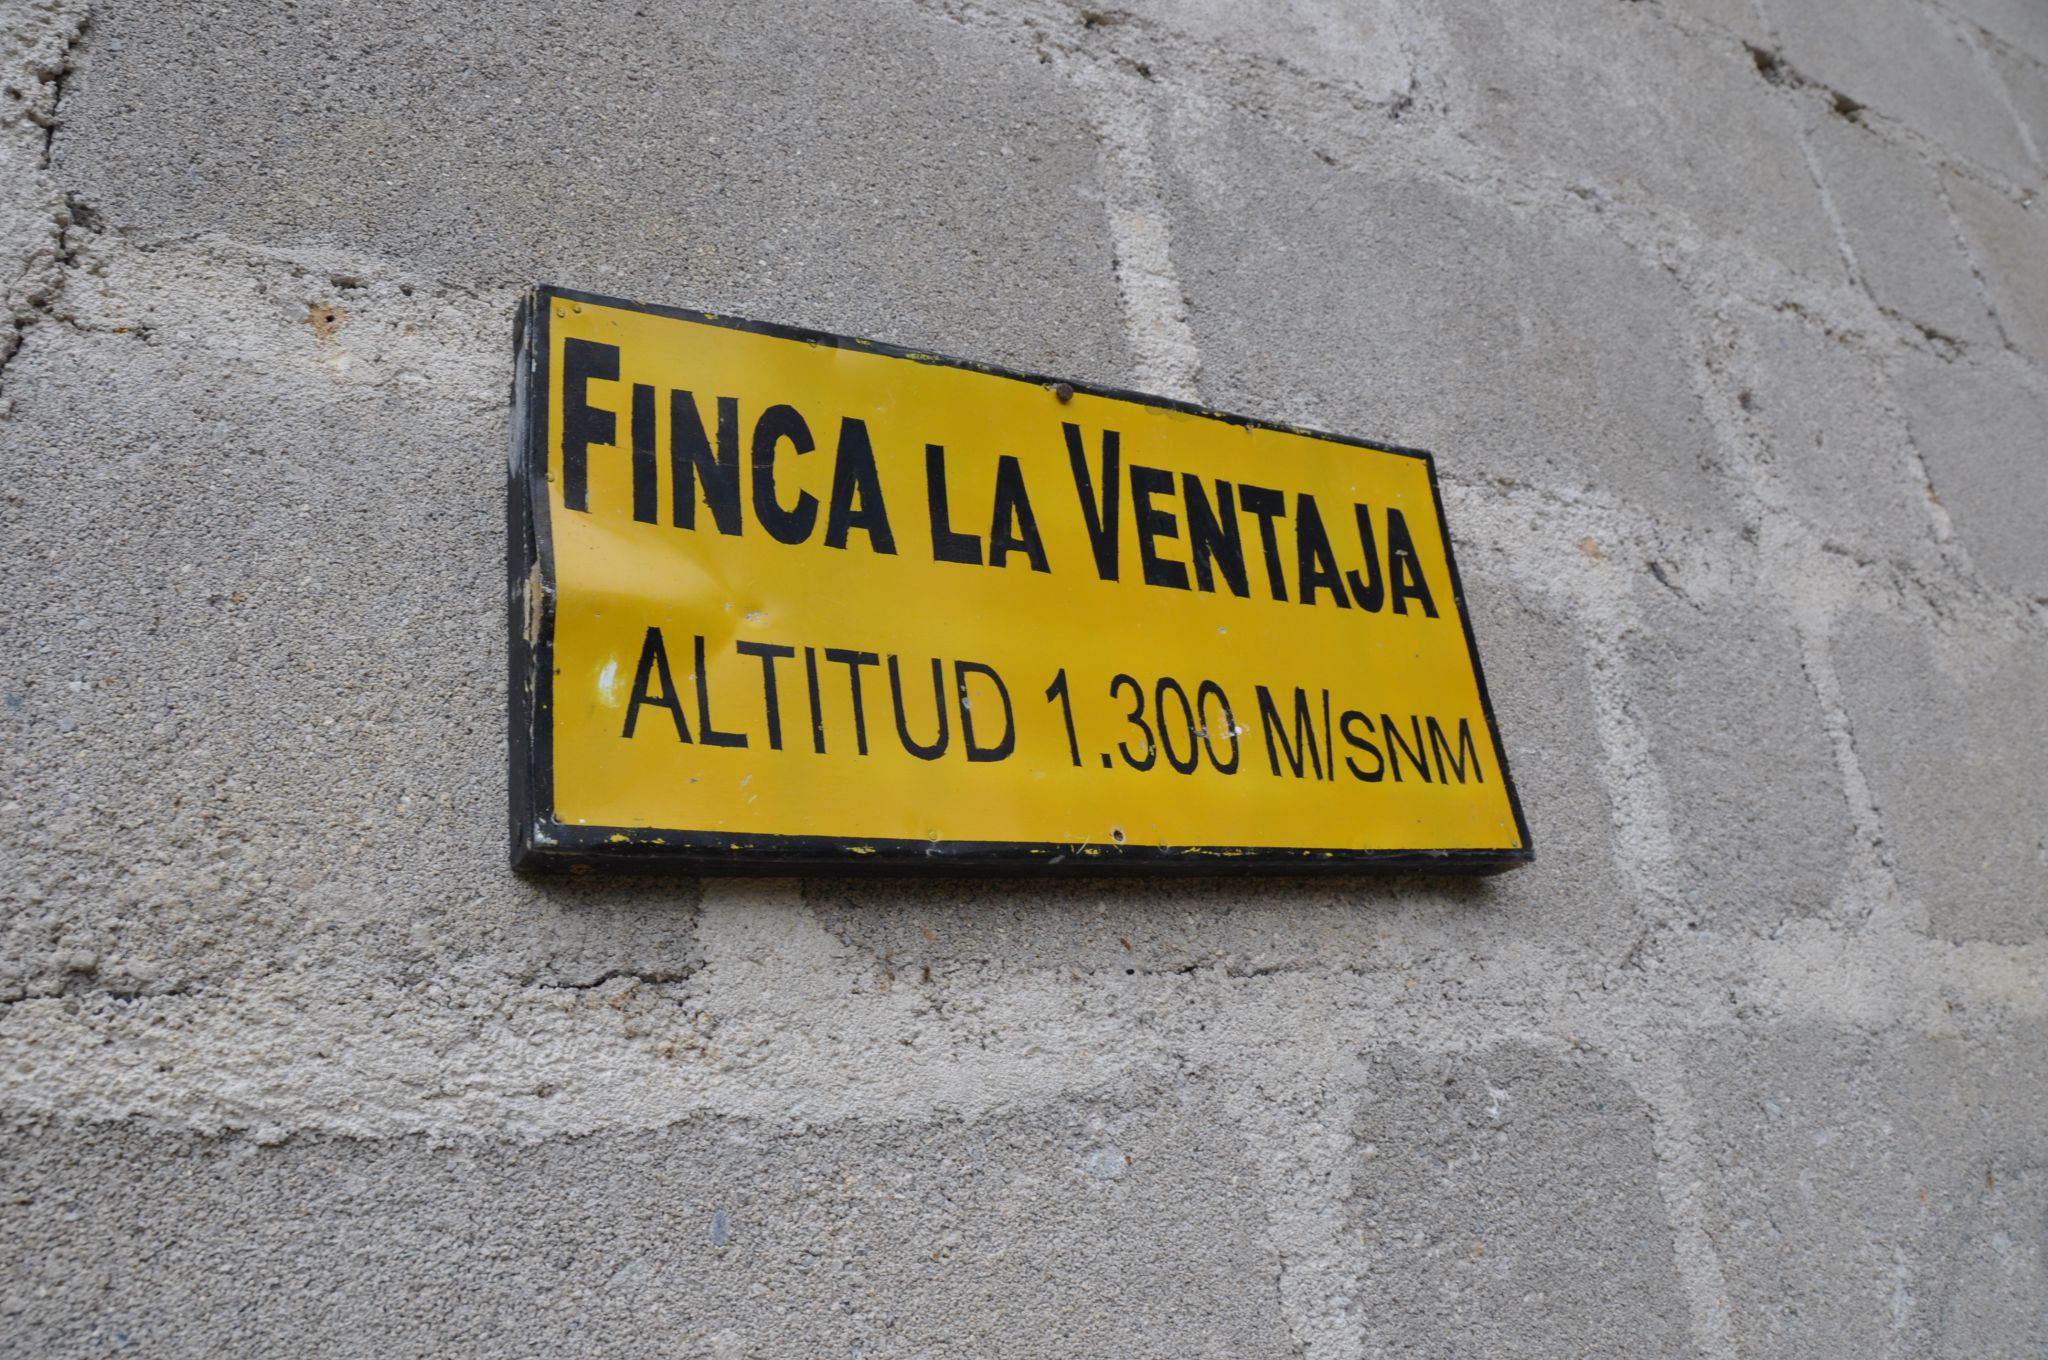 FINCA LA VENTAJA
ALTITUD 1.300 M/SNM